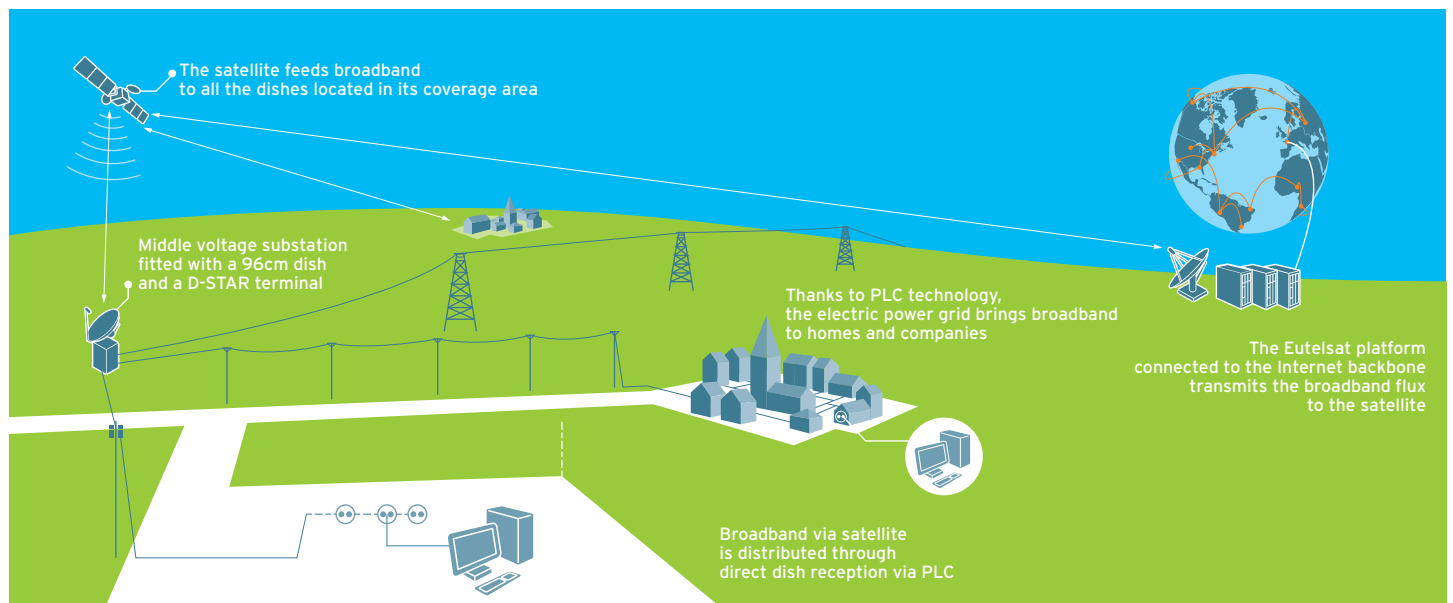 The satellite feeds broadband
to all the dishes located in its coverage area
Middle voltage substation
fitted with a 96cm dish
and a D-STAR terminal
Thanks to PLC technology,
the electric power grid brings broadband
to homes and companies
The Eutelsat platform
connected to the Internet backbone
transmits the broadband flux
to the satellite
Broadband via satellite
is distributed through
direct dish reception via PLC